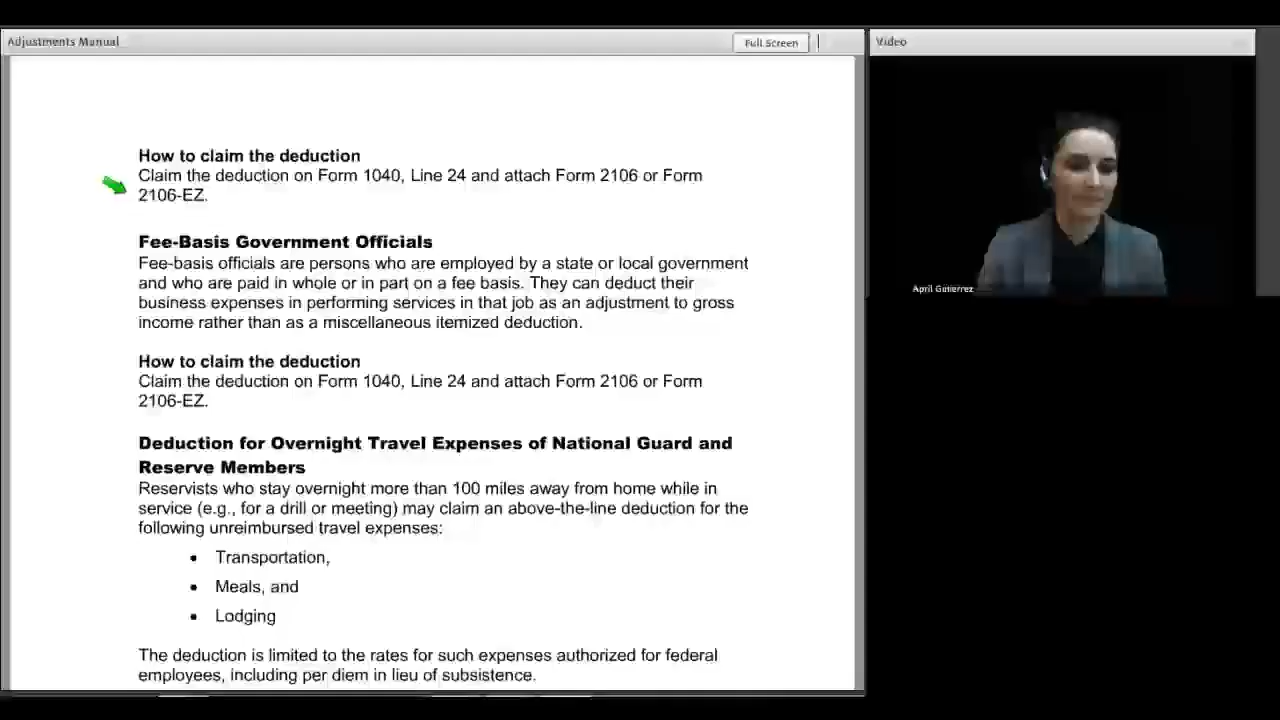 Adjustments Manual
Full Screen
Video
How to claim the deduction
Claim the deduction on Form 1040, Line 24 and attach Form 2106 or Form
2106-EZ.
Fee-Basis Government Officials
Fee-basis officials are persons who are employed by a state or local government
and who are paid in whole or in part on a fee basis. They can deduct their
business expenses in performing services in that job as an adjustment to gross
income rather than as a miscellaneous itemized deduction.
How to claim the deduction
Claim the deduction on Form 1040, Line 24 and attach Form 2106 or Form
2106-EZ.
Deduction for Overnight Travel Expenses of National Guard and
Reserve Members
Reservists who stay overnight more than 100 miles away from home while in
service (e.g., for a drill or meeting) may claim an above-the-line deduction for the
following unreimbursed travel expenses:
• Transportation,
• Meals, and
• Lodging
The deduction is limited to the rates for such expenses authorized for federal
employees, including per diem in lieu of subsistence.
April Gutierrez